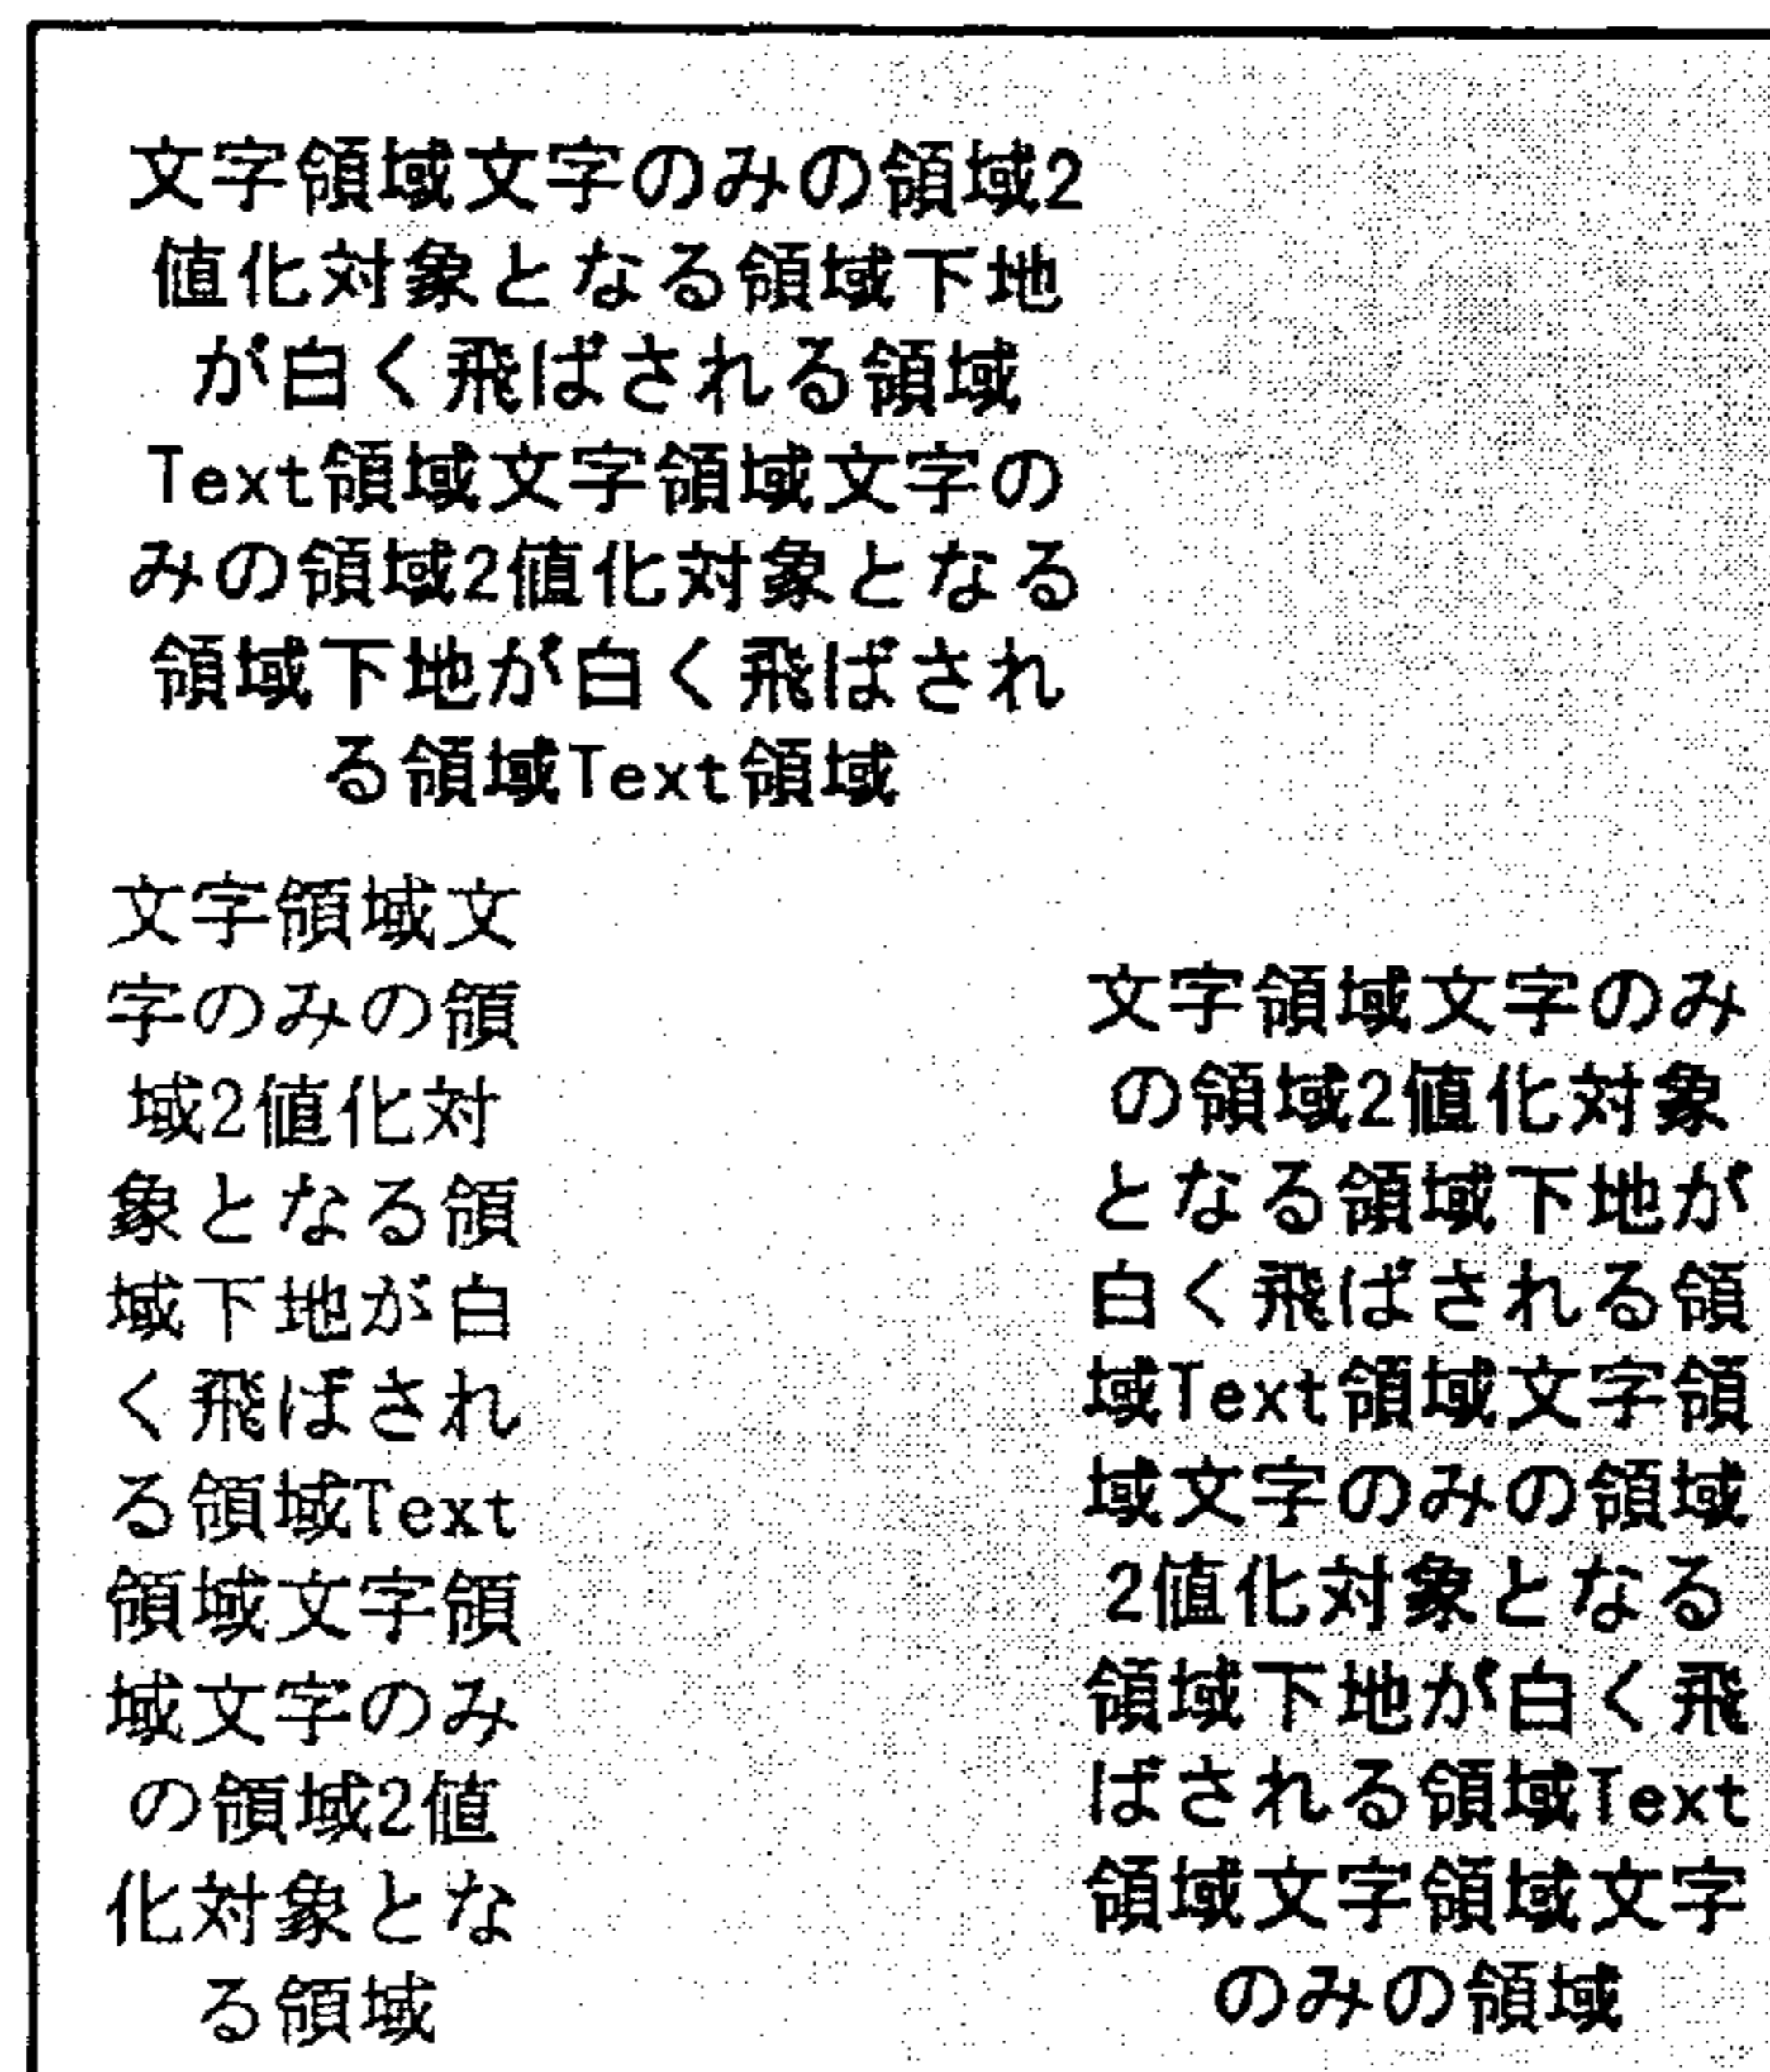 文字領域文字のみの領域2
値化対象となる領域下地
が白く飛ばされる領域
Text領域文字領域文字の
みの領域2値化対象となる
領域下地が白く飛ばされ
る領域Text領域
文字領域文
字のみの領
域2値化対
象となる領
域下地が白
く飛ばされ
る領域Text
領域文字領
域文字のみ
の領域2値
化対象とな
る領域
文字領域文字のみ
の領域2値化対象
となる領域下地が
白く飛ばされる領
域Text領域文字領
域文字のみの領域
2値化対象となる
領域下地が白く飛
ばされる領域Text
領域文字領域文字
のみの領域